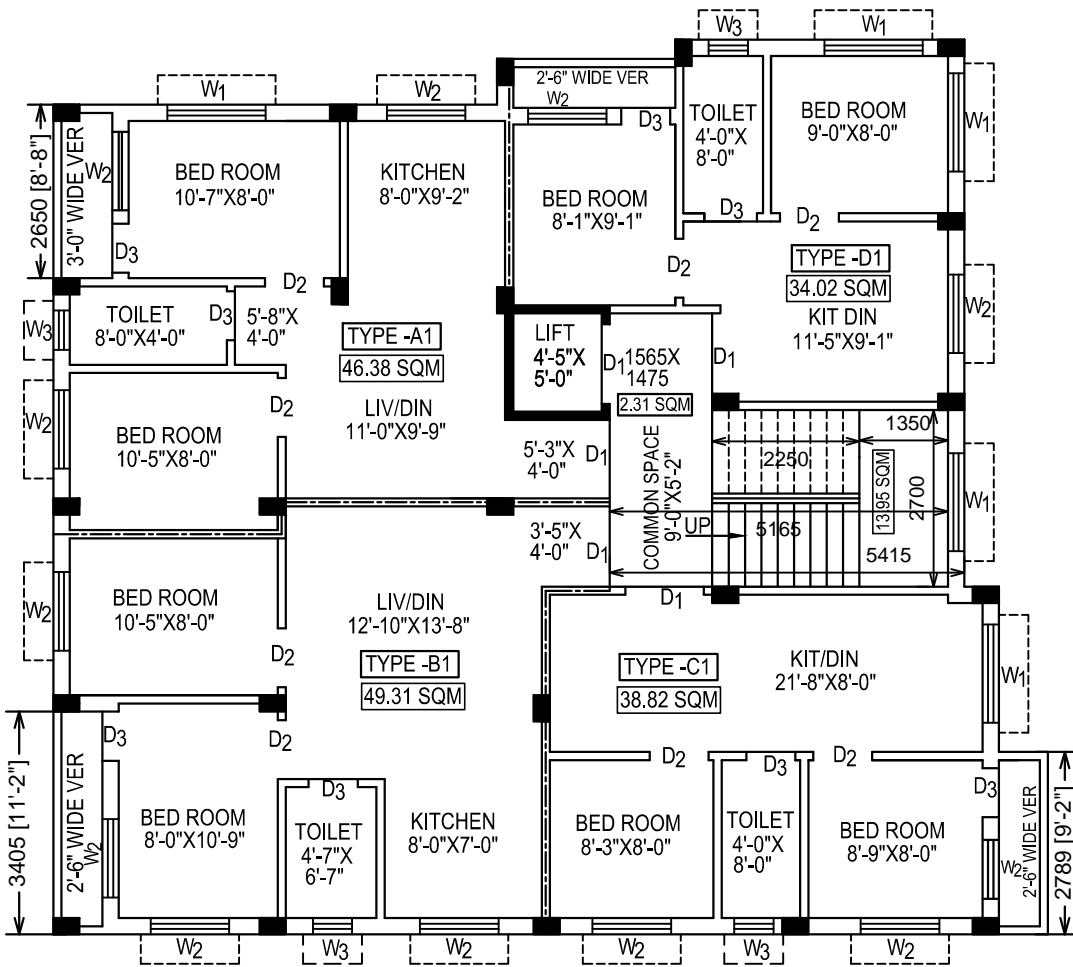 W3
W1
2'-6" WIDE VER
W2
D3
TOILET
4'-0"X
8'-0"
BED ROOM
9'-0"X8'-0"
W1
W1
W2
2650 [8'-8"]
3'-0" WIDE VER
W2
D3
BED ROOM
10'-7"X8'-0"
KITCHEN
8'-0"X9'-2"
BED ROOM
8'-1"X9'-1"
D3
D2
D2
D2
TYPE -D1
34.02 SQM
KIT DIN
11'-5"X9'-1"
W2
W3
TOILET
8'-0"X4'-0"
D3
5'-8"X
4'-0"
TYPE -A1
46.38 SQM
LIFT
4'-5"X
5'-0"
D1
1565X
1475
D1
2.31 SQM
W2
D2
BED ROOM
10'-5"X8'-0"
LIV/DIN
11'-0"X9'-9"
5'-3"X
4'-0"
D1
COMMON SPACE
9'-0"X5'-2"
2250
1350
13.95 SQM
2700
W1
UP
5165
5415
3'-5"X
4'-0"
D1
W2
BED ROOM
10'-5"X8'-0"
D2
LIV/DIN
12'-10"X13'-8"
TYPE -B1
49.31 SQM
D1
TYPE -C1
38.82 SQM
KIT/DIN
21'-8"X8'-0"
W1
3405 [11'-2"]
2'-6" WIDE VER
D3
W2
D2
BED ROOM
8'-0"X10'-9"
D3
TOILET
4'-7"X
6'-7"
KITCHEN
8'-0"X7'-0"
D2
D3
D2
BED ROOM
8'-3"X8'-0"
TOILET
4'-0"X
8'-0"
BED ROOM
8'-9"X8'-0"
D3
W2
2'-6" WIDE VER
2789 [9'-2"]
W2
W3
W2
W2
W3
W2